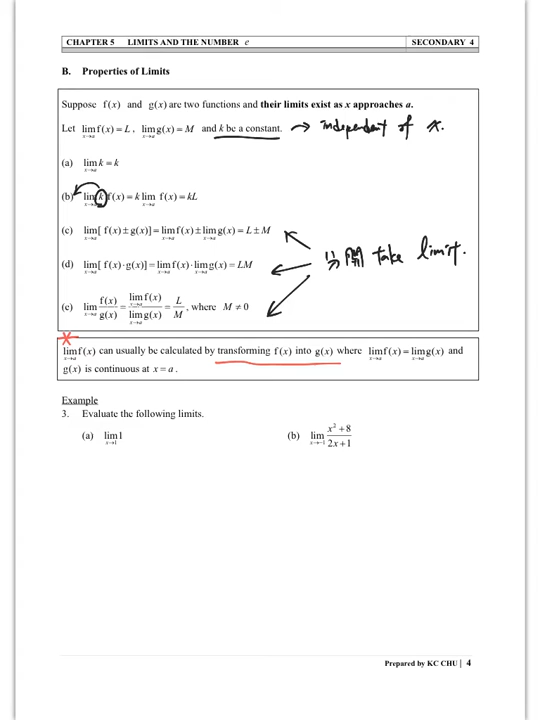 CHAPTER 5 LIMITS AND THE NUMBER e SECONDARY 4
B. Properties of Limits
Suppose f(x) and g(x) are two functions and their limits exist as x approaches a.
Let lim x→a f(x) = L, lim x→a g(x) = M and k be a constant. → independent of x.
(a) lim x→a k = k
(b) lim x→a k f(x) = k lim x→a f(x) = kL
(c) lim x→a [f(x) ± g(x)] = lim x→a f(x) ± lim x→a g(x) = L ± M
分開 take limit.
(d) lim x→a [f(x)·g(x)] = lim x→a f(x) · lim x→a g(x) = LM
(e) lim x→a f(x)/g(x) = lim x→a f(x) / lim x→a g(x) = L/M, where M ≠ 0
lim x→a f(x) can usually be calculated by transforming f(x) into g(x) where lim x→a f(x) = lim x→a g(x) and
g(x) is continuous at x = a.
Example
3. Evaluate the following limits.
(a) lim x→1 1 (b) lim x→−1 (x²+8)/(2x+1)
Prepared by KC CHU | 4